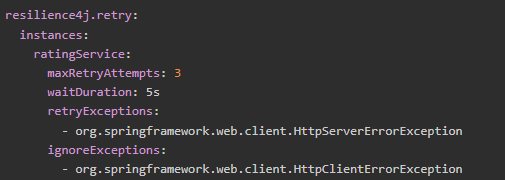 resilience4j.retry:
  instances:
    ratingService:
      maxRetryAttempts: 3
      waitDuration: 5s
      retryExceptions:
        - org.springframework.web.client.HttpServerErrorException
      ignoreExceptions:
        - org.springframework.web.client.HttpClientErrorException